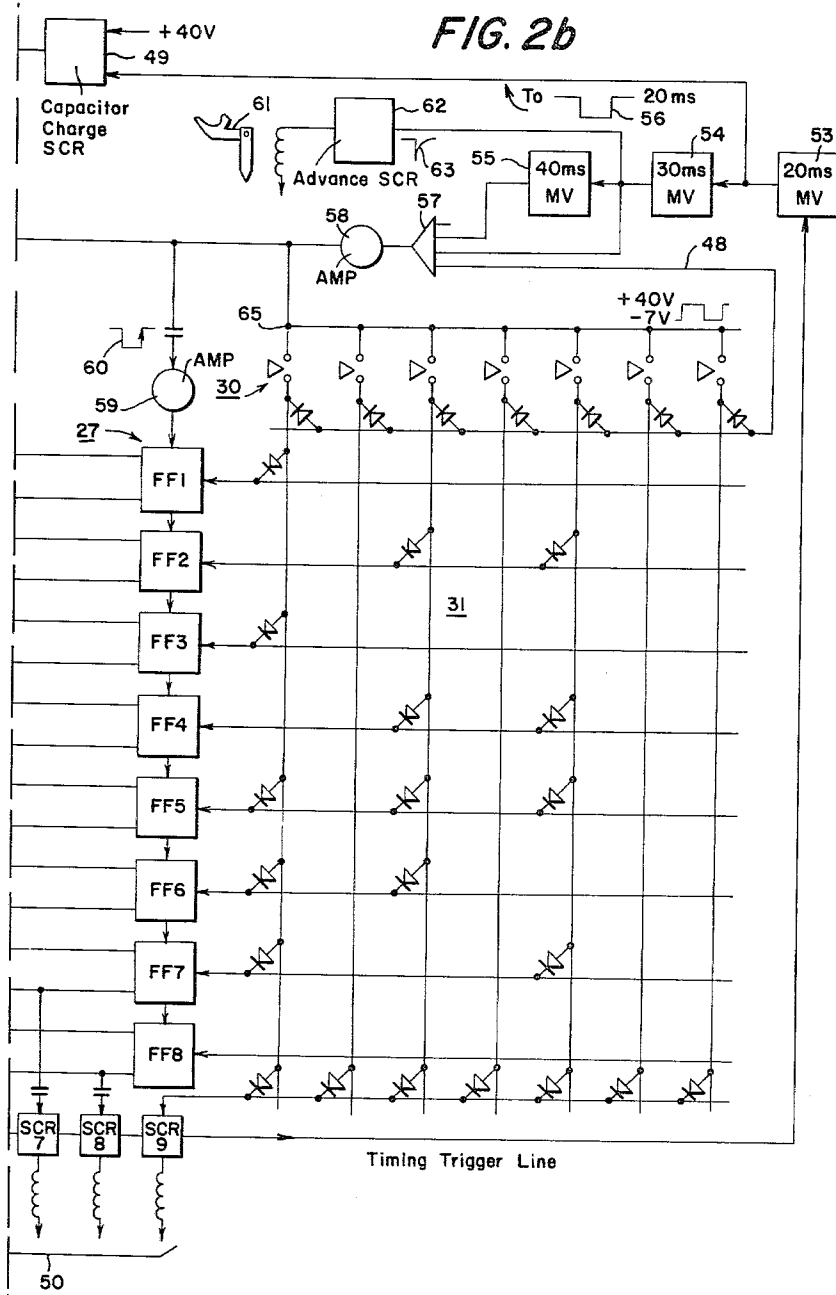 FIG. 2b
+40V
49
Capacitor
Charge
SCR
61
62
Advance SCR
63
To
20 ms
56
53
20ms
MV
54
30ms
MV
55
40ms
MV
57
58
AMP
48
+40V
-7V
65
60
AMP
59
30
27
FF1
FF2
31
FF3
FF4
FF5
FF6
FF7
FF8
SCR
7
SCR
8
SCR
9
Timing Trigger Line
50